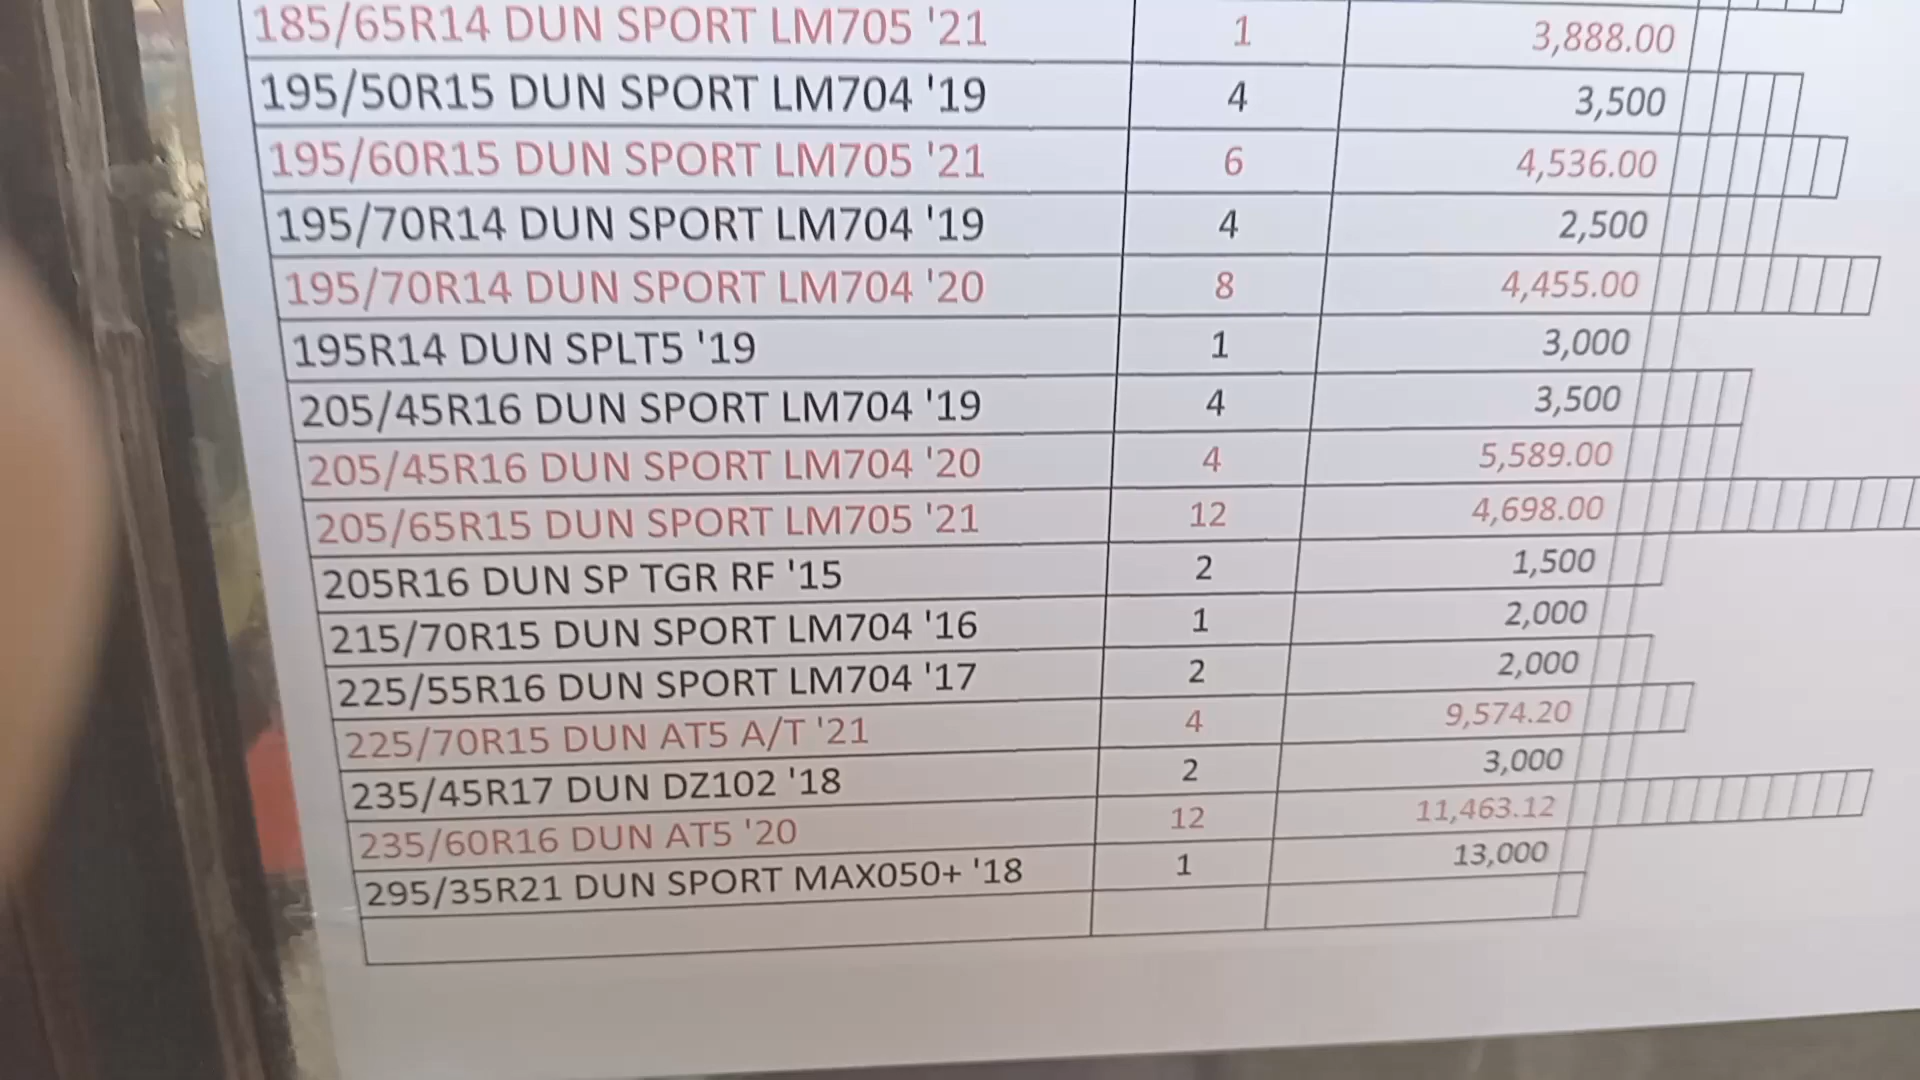 185/65R14 DUN SPORT LM705 '21 1 3,888.00
195/50R15 DUN SPORT LM704 '19 4 3,500
195/60R15 DUN SPORT LM705 '21 6 4,536.00
195/70R14 DUN SPORT LM704 '19 4 2,500
195/70R14 DUN SPORT LM704 '20 8 4,455.00
195R14 DUN SPLT5 '19 1 3,000
205/45R16 DUN SPORT LM704 '19 4 3,500
205/45R16 DUN SPORT LM704 '20 4 5,589.00
205/65R15 DUN SPORT LM705 '21 12 4,698.00
205R16 DUN SP TGR RF '15 2 1,500
215/70R15 DUN SPORT LM704 '16 1 2,000
225/55R16 DUN SPORT LM704 '17 2 2,000
225/70R15 DUN AT5 A/T '21 4 9,574.20
235/45R17 DUN DZ102 '18 2 3,000
235/60R16 DUN AT5 '20 12 11,463.12
295/35R21 DUN SPORT MAX050+ '18 1 13,000